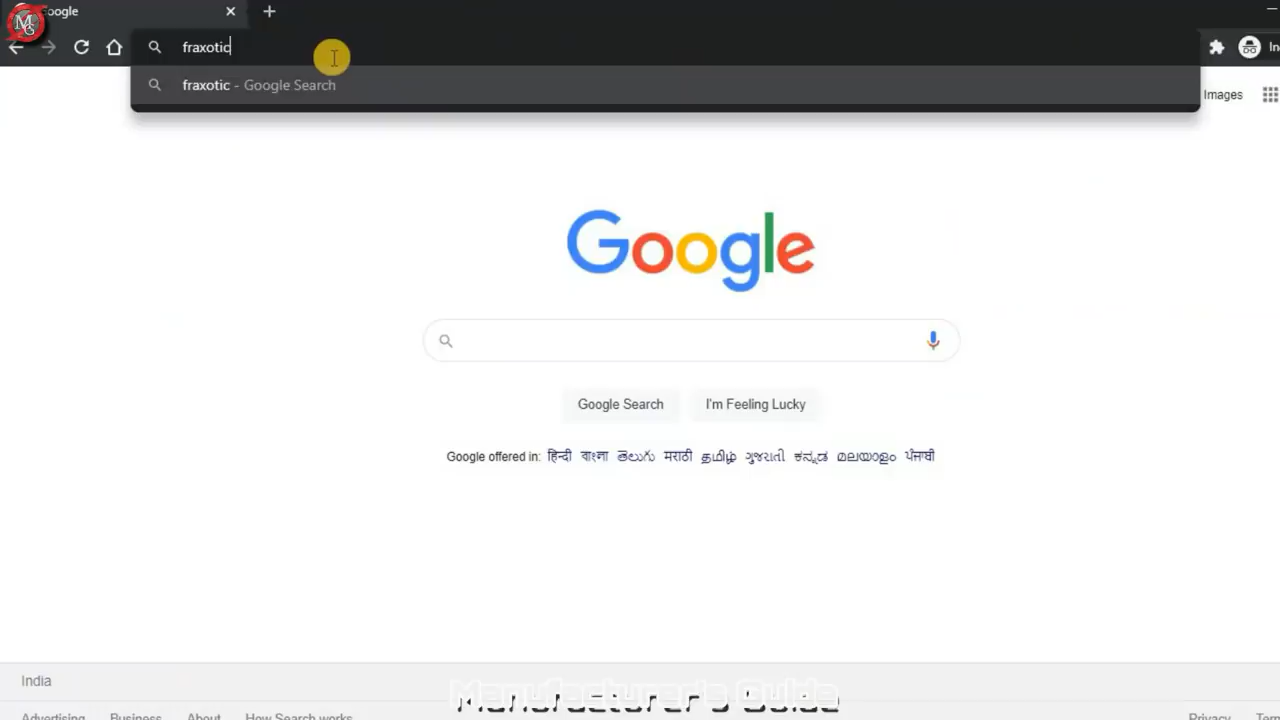 Google
fraxotic
fraxotic - Google Search
Images
Google
Google Search
I'm Feeling Lucky
Google offered in: हिन्दी বাংলা తెలుగు मराठी தமிழ் ગુજરાતી ಕನ್ನಡ മലയാളം ਪੰਜਾਬੀ
India
Manufacturer's Guide
Advertising Business About How Search works
Privacy